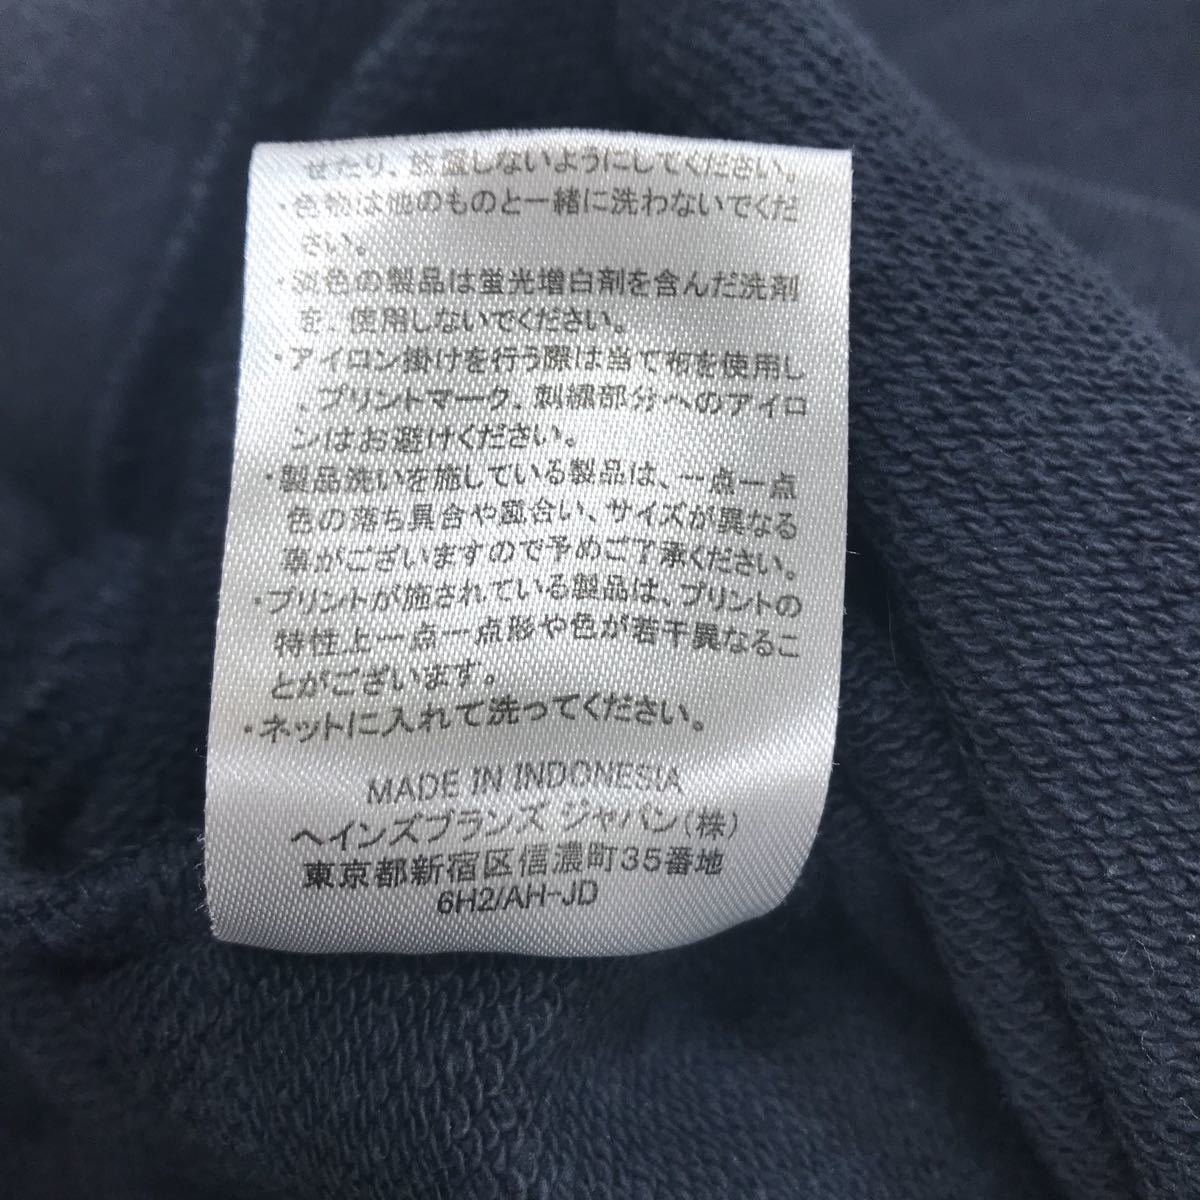 せたり、放置しないようにしてください。
・色物は他のものと一緒に洗わないでくだ
さい。
・淡色の製品は蛍光増白剤を含んだ洗剤
を、使用しないでください。
・アイロン掛けを行う際は当て布を使用し
、プリントマーク、刺繍部分へのアイロ
ンはお避けください。
・製品洗いを施している製品は、一点一点
色の落ち具合や風合い、サイズが異なる
事がございますので予めご了承ください。
・プリントが施されている製品は、プリントの
特性上一点一点形や色が若干異なるこ
とがございます。
・ネットに入れて洗ってください。
MADE IN INDONESIA
ヘインズブランズ ジャパン(株)
東京都新宿区信濃町35番地
6H2/AH-JD